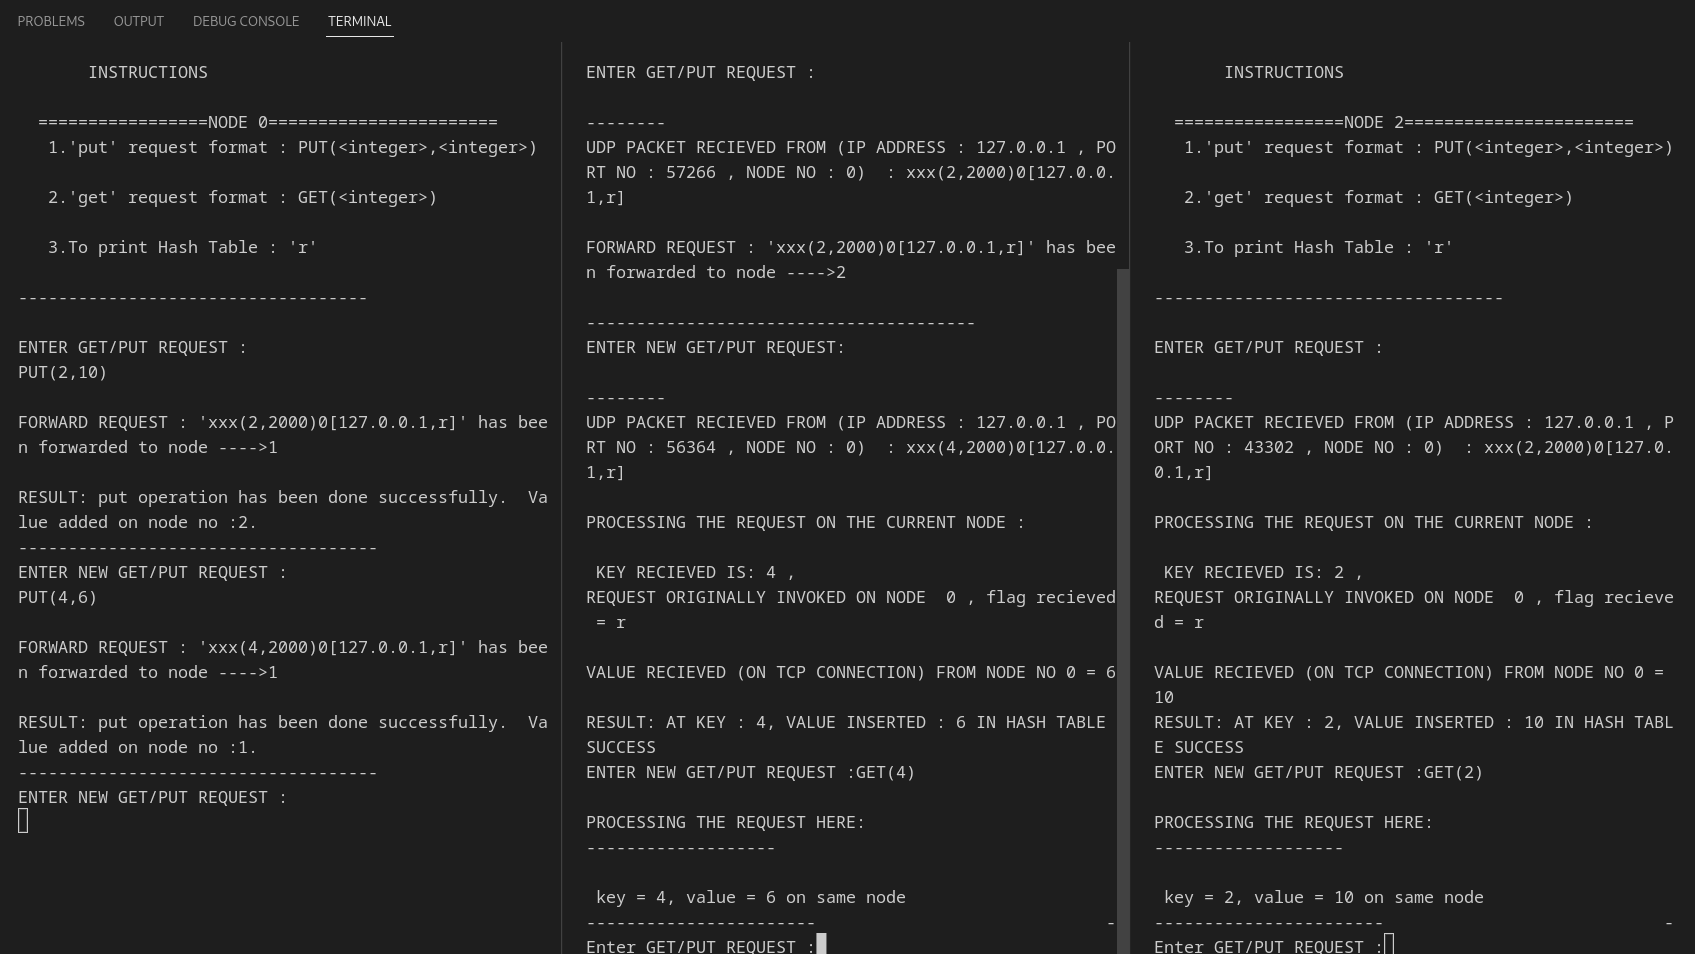 PROBLEMS OUTPUT DEBUG CONSOLE TERMINAL
INSTRUCTIONS
=================NODE 0=======================
1.'put' request format : PUT(<integer>,<integer>)
2.'get' request format : GET(<integer>)
3.To print Hash Table : 'r'
-----------------------------------
ENTER GET/PUT REQUEST :
PUT(2,10)
FORWARD REQUEST : 'xxx(2,2000)0[127.0.0.1,r]' has bee
n forwarded to node ---->1
RESULT: put operation has been done successfully.  Va
lue added on node no :2.
------------------------------------
ENTER NEW GET/PUT REQUEST :
PUT(4,6)
FORWARD REQUEST : 'xxx(4,2000)0[127.0.0.1,r]' has bee
n forwarded to node ---->1
RESULT: put operation has been done successfully.  Va
lue added on node no :1.
------------------------------------
ENTER NEW GET/PUT REQUEST :
ENTER GET/PUT REQUEST :
--------
UDP PACKET RECIEVED FROM (IP ADDRESS : 127.0.0.1 , PO
RT NO : 57266 , NODE NO : 0)  : xxx(2,2000)0[127.0.0.
1,r]
FORWARD REQUEST : 'xxx(2,2000)0[127.0.0.1,r]' has bee
n forwarded to node ---->2
---------------------------------------
ENTER NEW GET/PUT REQUEST:
--------
UDP PACKET RECIEVED FROM (IP ADDRESS : 127.0.0.1 , PO
RT NO : 56364 , NODE NO : 0)  : xxx(4,2000)0[127.0.0.
1,r]
PROCESSING THE REQUEST ON THE CURRENT NODE :
KEY RECIEVED IS: 4 ,
REQUEST ORIGINALLY INVOKED ON NODE  0 , flag recieved
= r
VALUE RECIEVED (ON TCP CONNECTION) FROM NODE NO 0 = 6
RESULT: AT KEY : 4, VALUE INSERTED : 6 IN HASH TABLE
SUCCESS
ENTER NEW GET/PUT REQUEST :GET(4)
PROCESSING THE REQUEST HERE:
-------------------
key = 4, value = 6 on same node
-----------------------                             -
Enter GET/PUT REQUEST :
INSTRUCTIONS
=================NODE 2=======================
1.'put' request format : PUT(<integer>,<integer>)
2.'get' request format : GET(<integer>)
3.To print Hash Table : 'r'
-----------------------------------
ENTER GET/PUT REQUEST :
--------
UDP PACKET RECIEVED FROM (IP ADDRESS : 127.0.0.1 , P
ORT NO : 43302 , NODE NO : 0)  : xxx(2,2000)0[127.0.
0.1,r]
PROCESSING THE REQUEST ON THE CURRENT NODE :
KEY RECIEVED IS: 2 ,
REQUEST ORIGINALLY INVOKED ON NODE  0 , flag recieve
d = r
VALUE RECIEVED (ON TCP CONNECTION) FROM NODE NO 0 =
10
RESULT: AT KEY : 2, VALUE INSERTED : 10 IN HASH TABL
E SUCCESS
ENTER NEW GET/PUT REQUEST :GET(2)
PROCESSING THE REQUEST HERE:
-------------------
key = 2, value = 10 on same node
-----------------------                            -
Enter GET/PUT REQUEST :